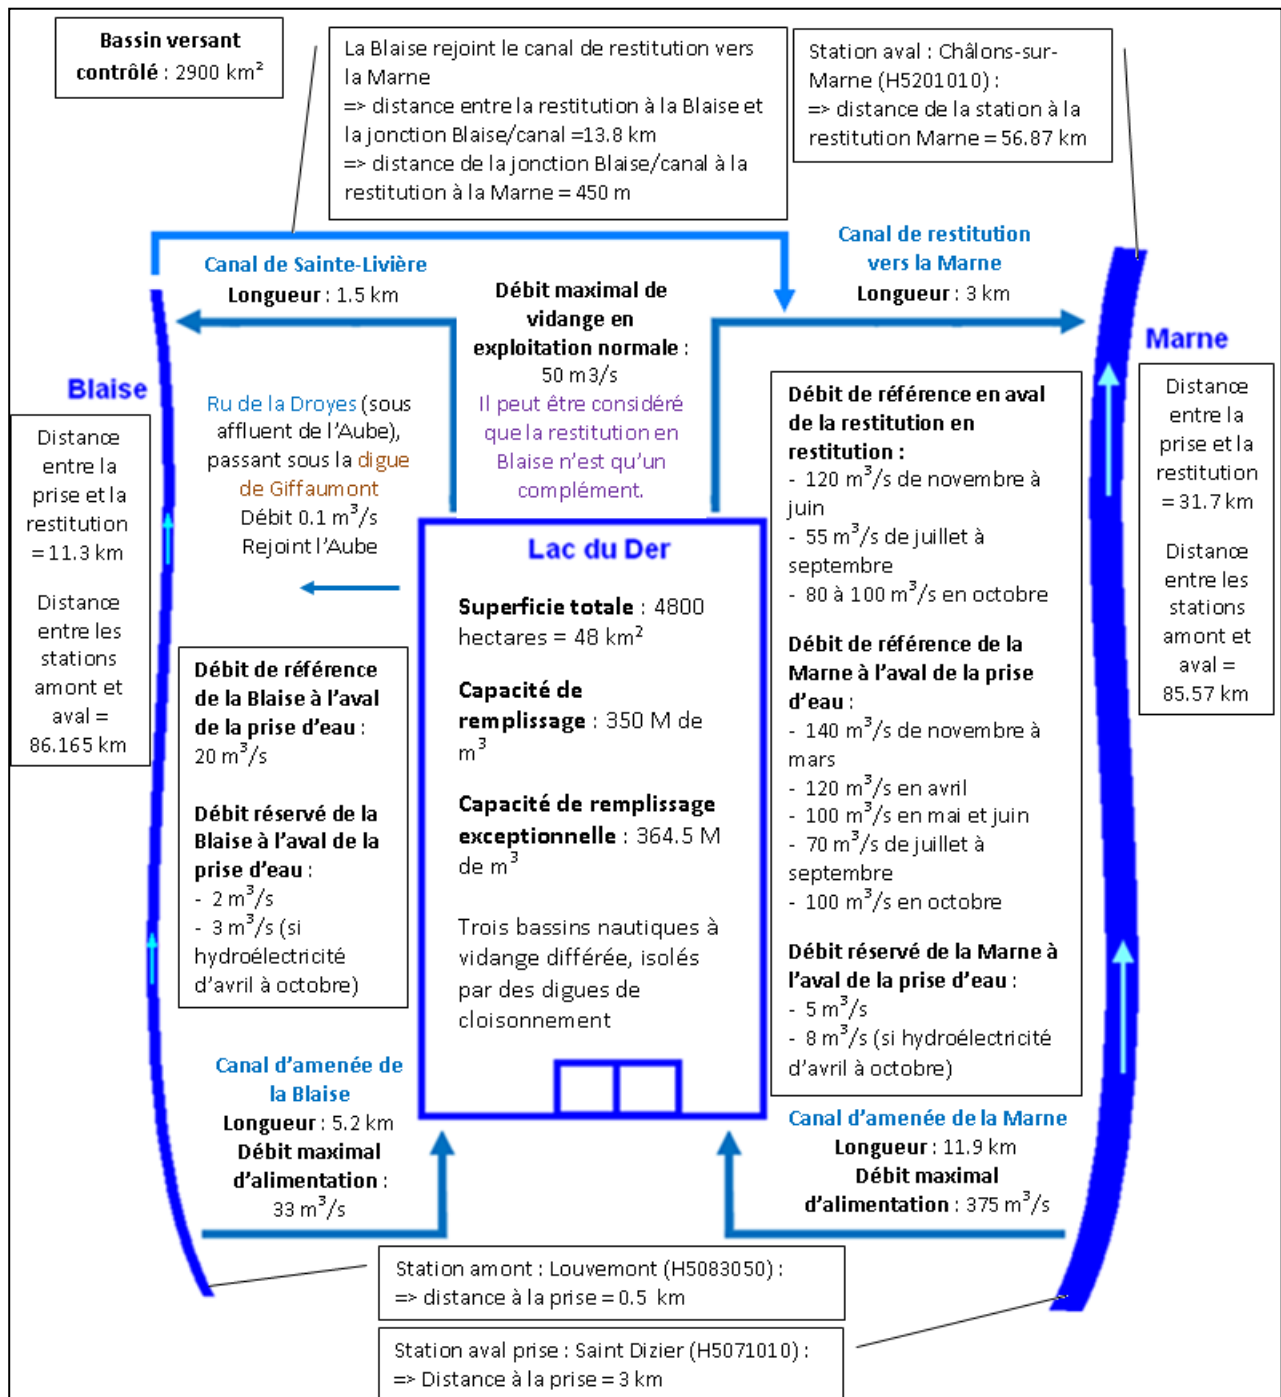 Bassin versant
contrôlé : 2900 km²
La Blaise rejoint le canal de restitution vers
la Marne
=> distance entre la restitution à la Blaise et
la jonction Blaise/canal =13.8 km
=> distance de la jonction Blaise/canal à la
restitution à la Marne = 450 m
Station aval : Châlons-sur-
Marne (H5201010) :
=> distance de la station à la
restitution Marne = 56.87 km
Canal de Sainte-Livière
Longueur : 1.5 km
Débit maximal de
vidange en
exploitation normale :
50 m3/s
Il peut être considéré
que la restitution en
Blaise n'est qu'un
complément.
Canal de restitution
vers la Marne
Longueur : 3 km
Blaise
Marne
Distance
entre la
prise et la
restitution
= 11.3 km
Distance
entre les
stations
amont et
aval =
86.165 km
Ru de la Droyes (sous
affluent de l'Aube),
passant sous la digue
de Giffaumont
Débit 0.1 m³/s
Rejoint l'Aube
Débit de référence
de la Blaise à l'aval
de la prise d'eau :
20 m³/s
Débit réservé de la
Blaise à l'aval de la
prise d'eau :
- 2 m³/s
- 3 m³/s (si
hydroélectricité
d'avril à octobre)
Lac du Der
Superficie totale : 4800
hectares = 48 km²
Capacité de
remplissage : 350 M de
m³
Capacité de remplissage
exceptionnelle : 364.5 M
de m³
Trois bassins nautiques à
vidange différée, isolés
par des digues de
cloisonnement
Débit de référence en aval
de la restitution en
restitution :
- 120 m³/s de novembre à
juin
- 55 m³/s de juillet à
septembre
- 80 à 100 m³/s en octobre
Débit de référence de la
Marne à l'aval de la prise
d'eau :
- 140 m³/s de novembre à
mars
- 120 m³/s en avril
- 100 m³/s en mai et juin
- 70 m³/s de juillet à
septembre
- 100 m³/s en octobre
Débit réservé de la Marne à
l'aval de la prise d'eau :
- 5 m³/s
- 8 m³/s (si hydroélectricité
d'avril à octobre)
Distance
entre la
prise et la
restitution
= 31.7 km
Distance
entre les
stations
amont et
aval =
85.57 km
Canal d'amenée de
la Blaise
Longueur : 5.2 km
Débit maximal
d'alimentation :
33 m³/s
Canal d'amenée de la Marne
Longueur : 11.9 km
Débit maximal
d'alimentation : 375 m³/s
Station amont : Louvemont (H5083050) :
=> distance à la prise = 0.5 km
Station aval prise : Saint Dizier (H5071010) :
=> Distance à la prise = 3 km